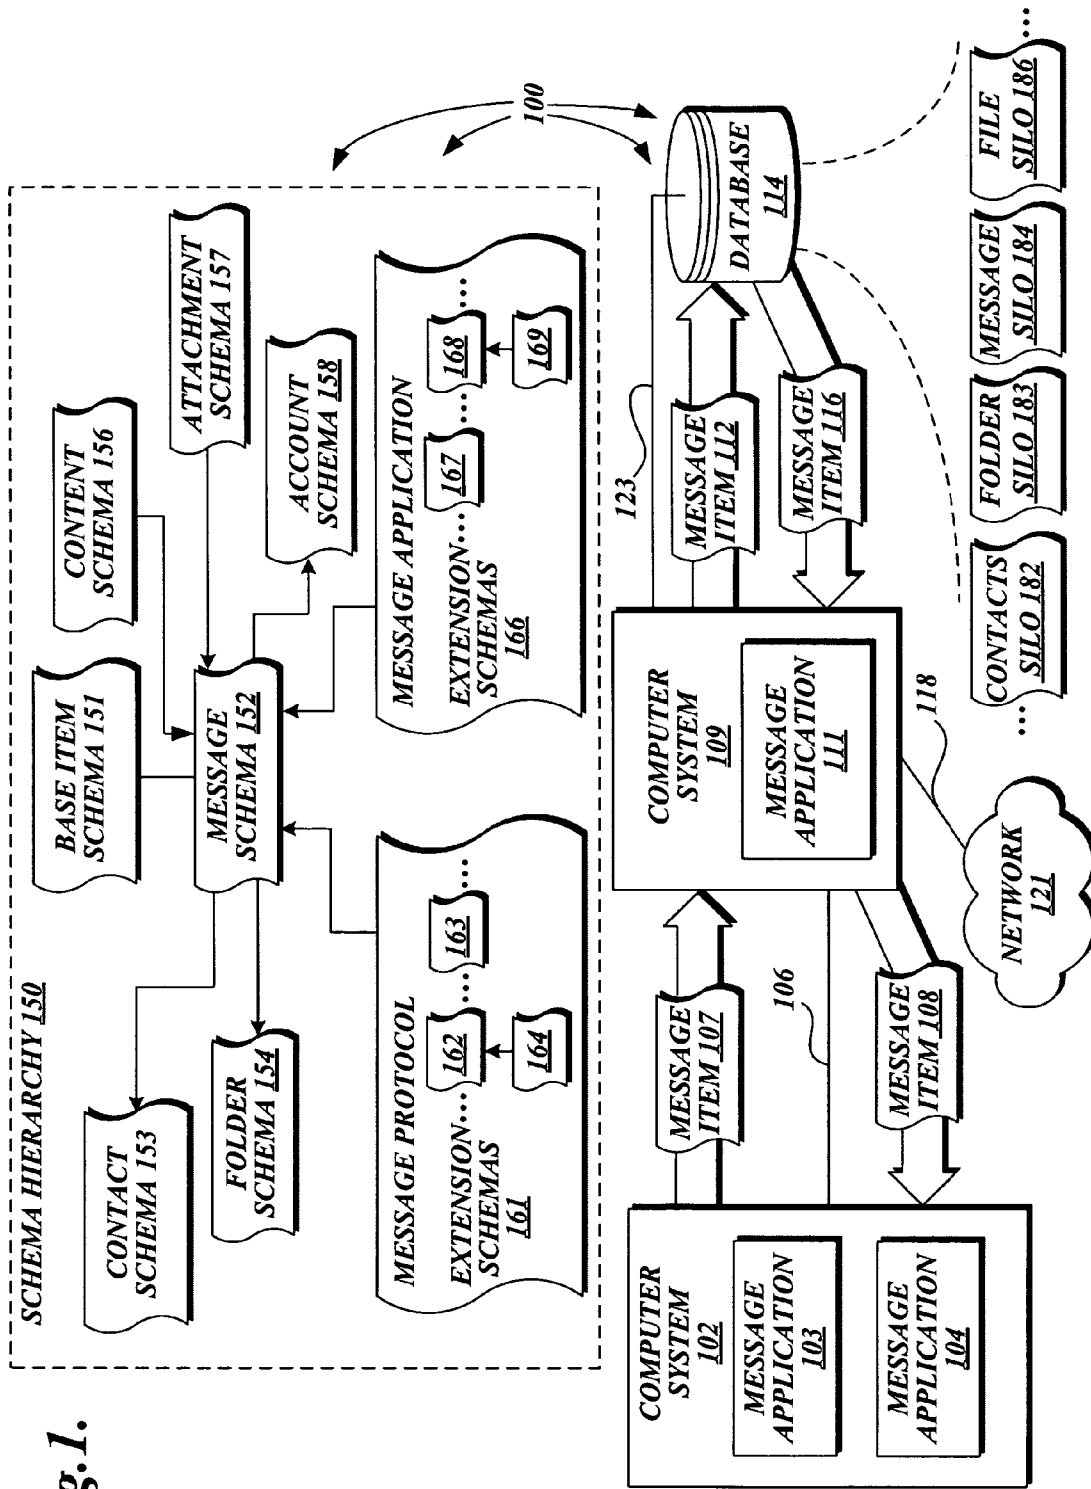 SCHEMA HIERARCHY 150
BASE ITEM
SCHEMA 151
CONTENT
SCHEMA 156
ATTACHMENT
SCHEMA 157
CONTACT
SCHEMA 153
MESSAGE
SCHEMA 152
FOLDER
SCHEMA 154
ACCOUNT
SCHEMA 158
MESSAGE PROTOCOL
EXTENSION...
SCHEMAS
161
162
...
163
...
164
MESSAGE APPLICATION
EXTENSION...
SCHEMAS
166
167
...
168
...
169
100
COMPUTER
SYSTEM
102
MESSAGE
APPLICATION
103
MESSAGE
APPLICATION
104
MESSAGE
ITEM 107
106
MESSAGE
ITEM 108
COMPUTER
SYSTEM
109
MESSAGE
APPLICATION
111
123
MESSAGE
ITEM 112
MESSAGE
ITEM 116
DATABASE
114
118
NETWORK
121
...
CONTACTS
SILO 182
FOLDER
SILO 183
MESSAGE
SILO 184
FILE
SILO 186
...
g.1.